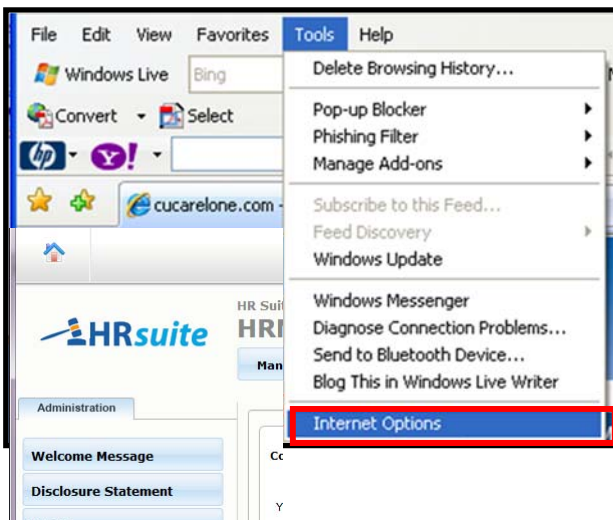 File Edit View Favorites Tools Help
Windows Live Bing
Delete Browsing History...
Convert Select
Pop-up Blocker
Phishing Filter
Manage Add-ons
hp Y!
cucarelone.com -
Subscribe to this Feed...
Feed Discovery
Windows Update
Windows Messenger
Diagnose Connection Problems...
Send to Bluetooth Device...
Blog This in Windows Live Writer
Internet Options
HR Suit
HRsuite
Man
Administration
Welcome Message
Disclosure Statement
Y